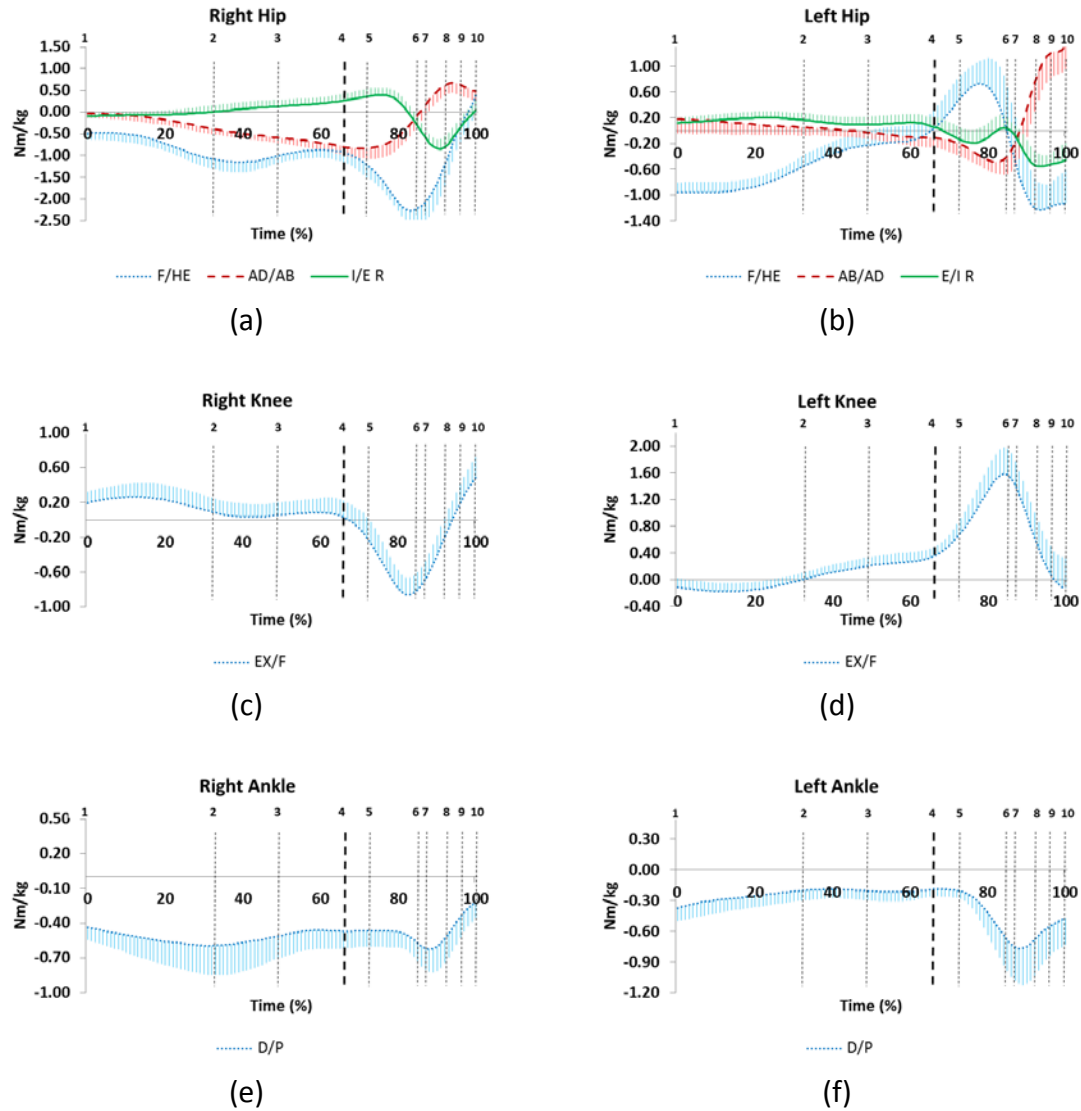 Right Hip
1 2 3 4 5 6 7 8 9 10
1.50
1.00
0.50
0.00
-0.50
-1.00
-1.50
-2.00
-2.50
Nm/kg
0 20 40 60 80 100
Time (%)
F/HE AD/AB I/E R
(a)
Left Hip
1 2 3 4 5 6 7 8 9 10
1.00
0.60
0.20
-0.20
-0.60
-1.00
-1.40
Nm/kg
0 20 40 60 80 100
Time (%)
F/HE AB/AD E/I R
(b)
Right Knee
1 2 3 4 5 6 7 8 9 10
1.00
0.60
0.20
-0.20
-0.60
-1.00
Nm/kg
0 20 40 60 80 100
Time (%)
EX/F
(c)
Left Knee
1 2 3 4 5 6 7 8 9 10
2.00
1.60
1.20
0.80
0.40
0.00
-0.40
Nm/kg
0 20 40 60 80 100
Time (%)
EX/F
(d)
Right Ankle
1 2 3 4 5 6 7 8 9 10
0.50
0.20
-0.10
-0.40
-0.70
-1.00
Nm/kg
0 20 40 60 80 100
Time (%)
D/P
(e)
Left Ankle
1 2 3 4 5 6 7 8 9 10
0.30
0.00
-0.30
-0.60
-0.90
-1.20
Nm/kg
0 20 40 60 80 100
Time (%)
D/P
(f)